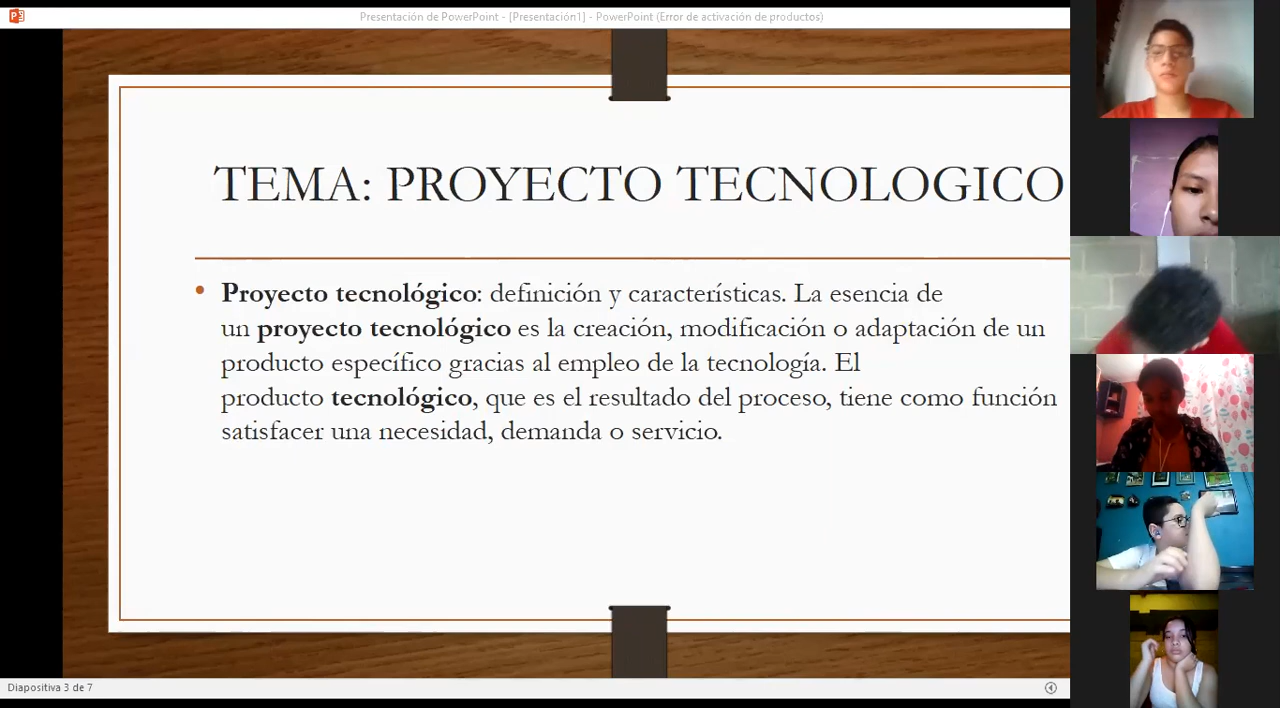 Presentación de PowerPoint - [Presentación1] - PowerPoint (Error de activación de productos)
TEMA: PROYECTO TECNOLOGICO
• Proyecto tecnológico: definición y características. La esencia de
un proyecto tecnológico es la creación, modificación o adaptación de un
producto específico gracias al empleo de la tecnología. El
producto tecnológico, que es el resultado del proceso, tiene como función
satisfacer una necesidad, demanda o servicio.
Diapositiva 3 de 7